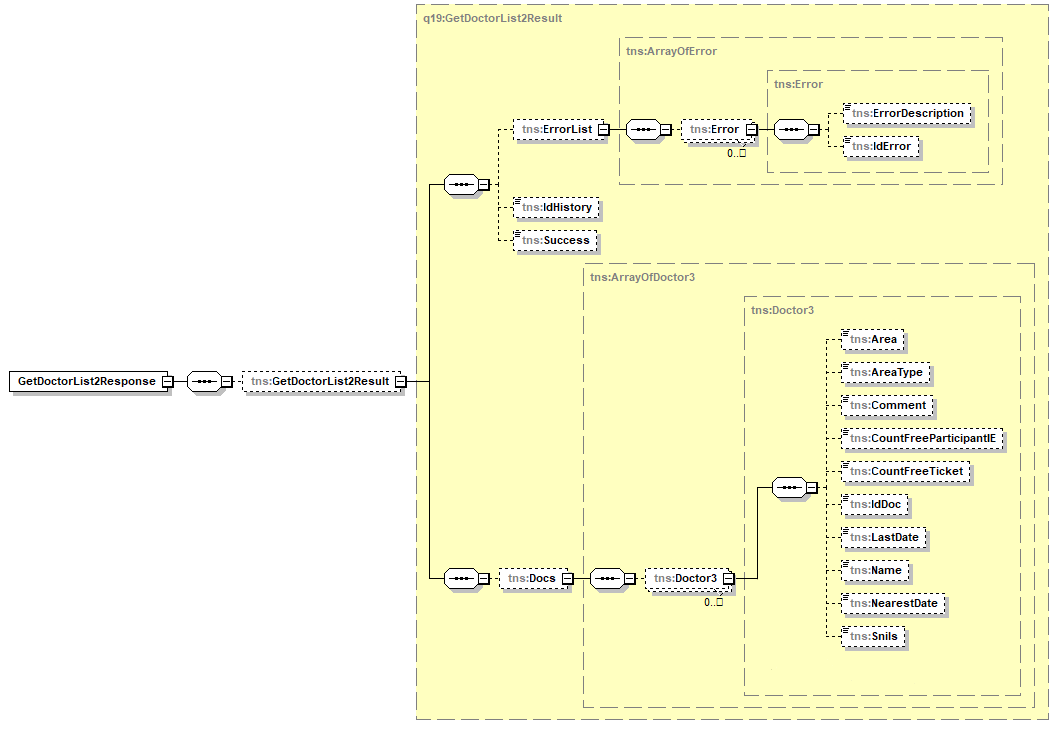 q19:GetDoctorList2Result
tns:ArrayOfError
tns:Error
tns:ErrorDescription
tns:ErrorList
tns:Error
0..□
tns:IdError
tns:IdHistory
tns:Success
tns:ArrayOfDoctor3
tns:Doctor3
tns:Area
tns:AreaType
GetDoctorList2Response
tns:GetDoctorList2Result
tns:Comment
tns:CountFreeParticipantIE
tns:CountFreeTicket
tns:IdDoc
tns:LastDate
tns:Name
tns:Docs
tns:Doctor3
0..□
tns:NearestDate
tns:Snils